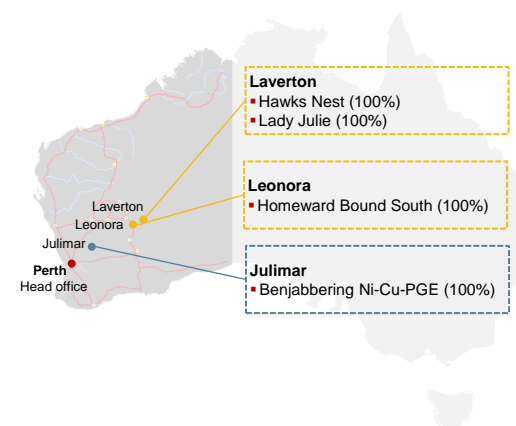 Laverton
▪ Hawks Nest (100%)
▪ Lady Julie (100%)
Leonora
▪ Homeward Bound South (100%)
Julimar
▪ Benjabbering Ni-Cu-PGE (100%)
Laverton
Leonora
Julimar
Perth
Head office